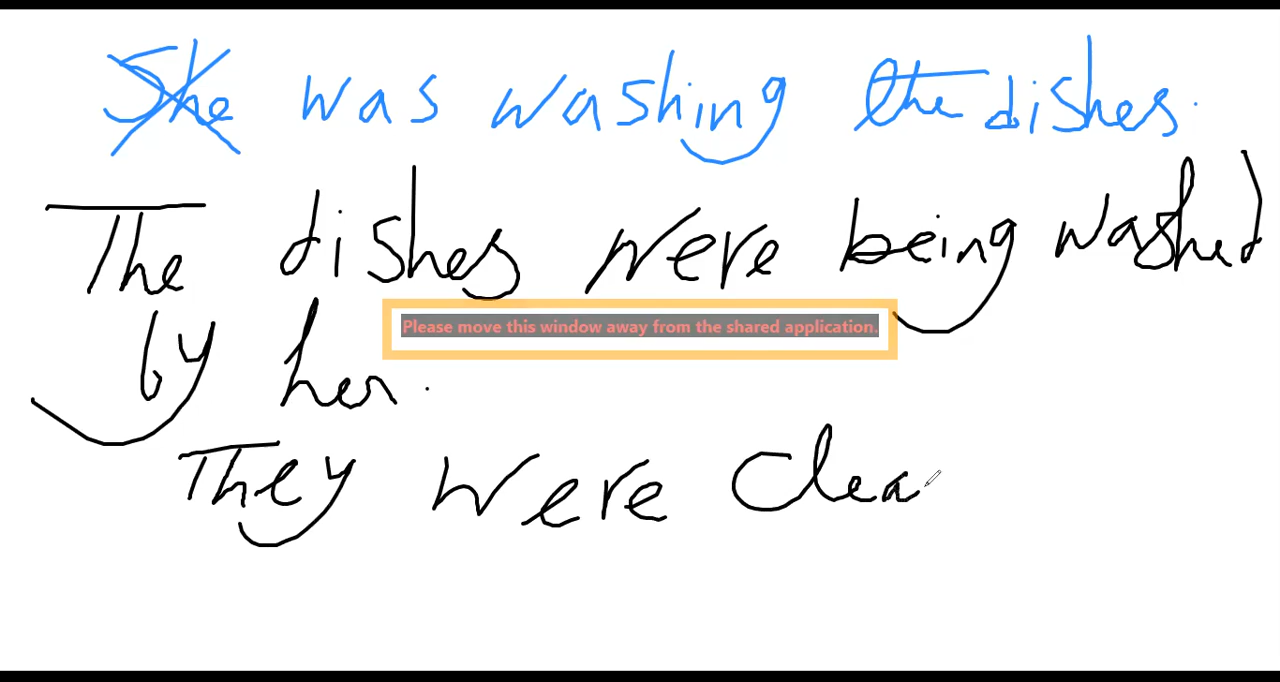 She was washing the dishes.
The dishes were being washed
Please move this window away from the shared application.
by her.
They were Clea